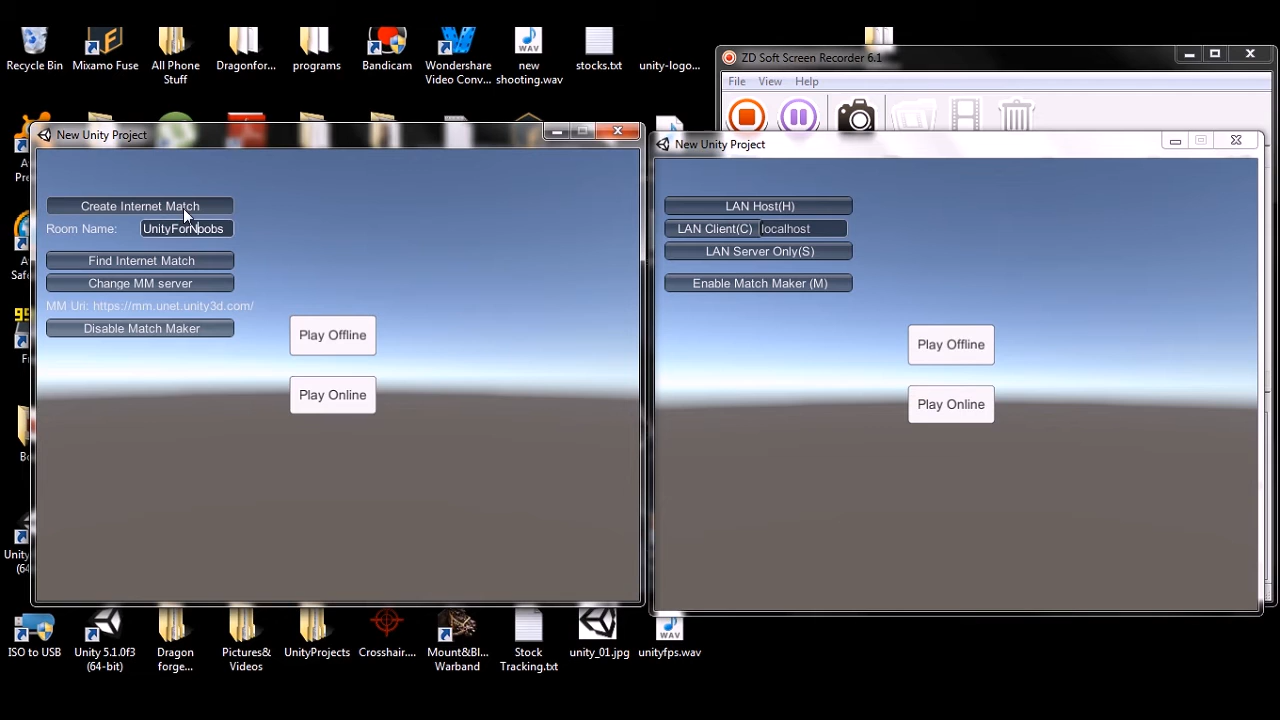 Recycle Bin
Mixamo Fuse
All Phone
Stuff
Dragonfor...
programs
Bandicam
Wondershare
Video Conv...
new
shooting.wav
stocks.txt
unity-logo...
ZD Soft Screen Recorder 6.1
File View Help
New Unity Project
Create Internet Match
Room Name: UnityForNoobs
Find Internet Match
Change MM server
MM Uri: https://mm.unet.unity3d.com/
Disable Match Maker
Play Offline
Play Online
New Unity Project
LAN Host(H)
LAN Client(C) localhost
LAN Server Only(S)
Enable Match Maker (M)
Play Offline
Play Online
ISO to USB
Unity 5.1.0f3
(64-bit)
Dragon
forge...
Pictures&
Videos
UnityProjects
Crosshair....
Mount&Bl...
Warband
Stock
Tracking.txt
unity_01.jpg
unityfps.wav